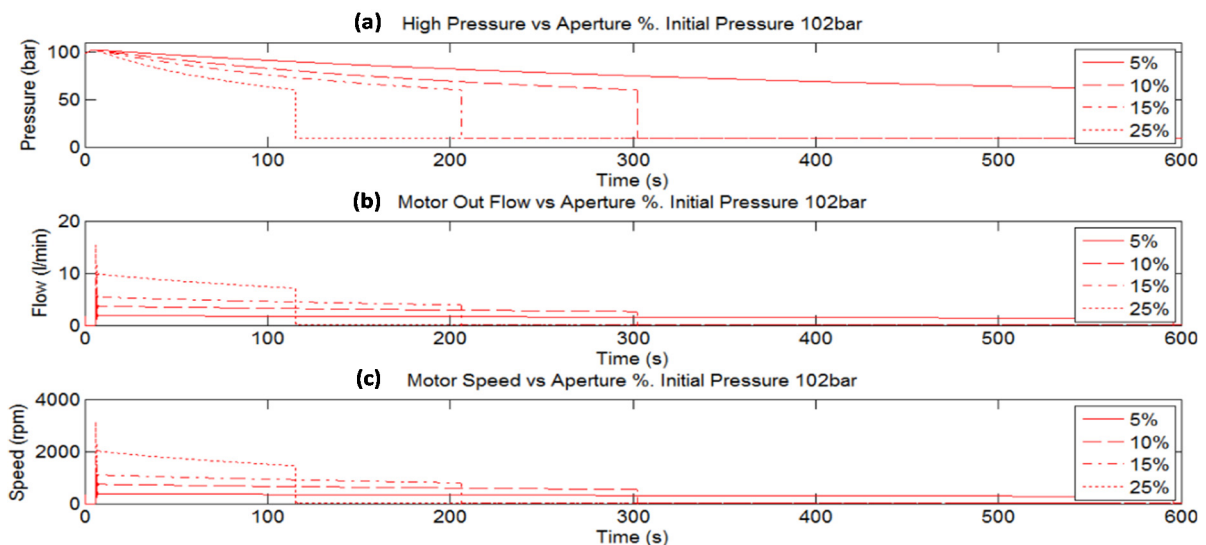 (a) High Pressure vs Aperture %. Initial Pressure 102bar
Pressure (bar)
100
50
0
5%
10%
15%
25%
0 100 200 300 400 500 600
Time (s)
(b) Motor Out Flow vs Aperture %. Initial Pressure 102bar
Flow (l/min)
20
10
0
5%
10%
15%
25%
0 100 200 300 400 500 600
Time (s)
(c) Motor Speed vs Aperture %. Initial Pressure 102bar
Speed (rpm)
4000
2000
0
5%
10%
15%
25%
0 100 200 300 400 500 600
Time (s)